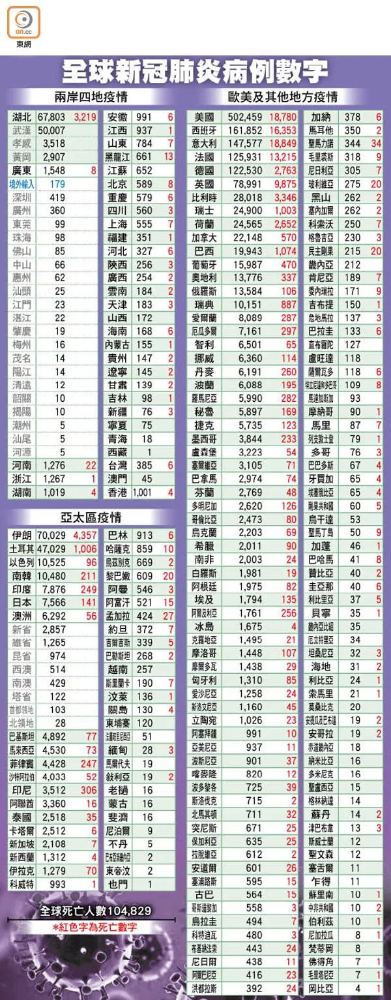 on.cc
東網
全球新冠肺炎病例數字
兩岸四地疫情
湖北 67,803 3,219
武漢 50,007
孝感 3,518
黃岡 2,907
廣東 1,548 8
境外輸入 179
深圳 419
廣州 360
東莞 99
珠海 98
佛山 85
中山 66
惠州 62
汕頭 25
江門 23
湛江 22
肇慶 19
梅州 16
茂名 14
陽江 14
清遠 12
韶關 10
揭陽 10
潮州 5
汕尾 5
河源 5
河南 1,276 22
浙江 1,267 1
湖南 1,019 4
安徽 991 6
江西 937 1
山東 784 7
黑龍江 661 13
江蘇 652
北京 589 8
重慶 579 6
四川 560 3
上海 555 7
福建 351 1
河北 327 6
陝西 256 3
廣西 254 2
雲南 184 2
天津 183 3
山西 172
海南 168 6
內蒙古 155 1
貴州 147 2
遼寧 145 2
甘肅 139 2
吉林 98 1
新疆 76 3
寧夏 75
青海 18
西藏 1
台灣 385 6
澳門 45
香港 1,001 4
亞太區疫情
伊朗 70,029 4,357
土耳其 47,029 1,006
以色列 10,525 96
南韓 10,480 211
印度 7,876 249
日本 7,566 141
澳洲 6,292 56
新省 2,857
維省 1,265
昆省 974
西澳 514
南澳 429
塔省 122
首都領地 103
北領地 28
巴基斯坦 4,892 77
馬來西亞 4,530 73
菲律賓 4,428 247
沙特阿拉伯 4,033 52
印尼 3,512 306
阿聯酋 3,360 16
泰國 2,518 35
卡塔爾 2,512 6
新加坡 2,108 7
新西蘭 1,312 4
伊拉克 1,279 70
科威特 993 1
巴林 913 6
哈薩克 859 10
烏茲別克 669 2
黎巴嫩 609 20
阿曼 546 3
阿富汗 521 15
孟加拉 424 27
約旦 372 7
吉爾吉斯 339 5
巴勒斯坦 268 2
越南 257
斯里蘭卡 190 7
汶萊 136 1
關島 130 4
柬埔寨 120
法屬玻里尼西亞 51
緬甸 28 3
馬爾代夫 19
敍利亞 19 2
老撾 16
蒙古 16
斐濟 16
尼泊爾 9
不丹 5
巴布亞新畿內亞 2
東帝汶 2
也門 1
全球死亡人數104,829
*紅色字為死亡數字
歐美及其他地方疫情
美國 502,459 18,780
西班牙 161,852 16,353
意大利 147,577 18,849
法國 125,931 13,215
德國 122,530 2,763
英國 78,991 9,875
比利時 28,018 3,346
瑞士 24,900 1,003
荷蘭 24,565 2,652
加拿大 22,148 570
巴西 19,943 1,074
葡萄牙 15,987 470
奧地利 13,776 337
俄羅斯 13,584 106
瑞典 10,151 887
愛爾蘭 8,089 287
厄瓜多爾 7,161 297
智利 6,501 65
挪威 6,360 114
丹麥 6,191 260
波蘭 6,088 195
羅馬尼亞 5,990 282
秘魯 5,897 169
捷克 5,735 123
墨西哥 3,844 233
盧森堡 3,223 54
塞爾維亞 3,105 71
巴拿馬 2,974 74
芬蘭 2,769 48
多明尼加 2,620 126
哥倫比亞 2,473 80
烏克蘭 2,203 69
希臘 2,011 90
南非 2,003 24
白羅斯 1,981 19
阿根廷 1,975 82
埃及 1,794 135
阿爾及利亞 1,761 256
冰島 1,675 4
克羅地亞 1,495 21
摩洛哥 1,448 107
摩爾多瓦 1,438 29
匈牙利 1,310 85
愛沙尼亞 1,258 24
斯洛文尼亞 1,160 45
立陶宛 1,026 23
阿塞拜疆 991 10
亞美尼亞 937 11
波斯尼亞 901 37
喀麥隆 820 12
波多黎各 725 39
斯洛伐克 715 2
北馬其頓 711 32
突尼斯 671 25
保加利亞 635 25
拉脫維亞 612 2
安道爾 601 26
塞浦路斯 595 15
古巴 564 15
哥斯達黎加 558 3
烏拉圭 494 7
科特迪瓦 480 3
布基納法索 443 24
尼日爾 438 11
阿爾巴尼亞 416 23
洪都拉斯 392 24
加納 378 6
馬耳他 350 2
聖馬力諾 344 34
毛里裘斯 318 9
尼日利亞 305 7
玻利維亞 275 20
黑山 262 2
塞內加爾 262 2
科索沃 250 7
格魯吉亞 230 3
民主剛果 215 20
畿內亞 212
肯尼亞 189 7
委內瑞拉 171 9
吉布提 150 1
危地馬拉 137 3
巴拉圭 133 6
直布羅陀 127
盧旺達 118
薩爾瓦多 118 6
特立尼達和多巴哥 109 8
馬達加斯加 93
摩納哥 90 1
馬里 87 7
列支敦士登 79 1
多哥 76 3
巴巴多斯 67 4
牙買加 65 4
埃塞俄比亞 65 4
剛果共和國 60 5
烏干達 53
聖馬丁島 50 9
加蓬 46 1
巴哈馬 41 8
贊比亞 40 2
圭亞那 40 6
利比里亞 37 5
貝寧 35 1
畿內亞比紹 35
厄立特里亞 34
坦桑尼亞 32 3
海地 31 2
利比亞 24 1
索馬里 21 1
莫桑比克 20
安提瓜及巴布達 19 2
安哥拉 19 2
赤道畿內亞 18
納米比亞 16
多米尼克 16
聖盧西亞 15
格林納達 14
蘇丹 14 2
津巴布韋 13 3
斯威士蘭 12
聖文森 12
塞舌爾 11
乍得 11
蘇里南 10 1
中非共和國 10 2
伯利茲 10 1
尼加拉瓜 8 1
梵蒂岡 8
佛得角 7 1
毛里塔尼亞 7 1
岡比亞 4 1